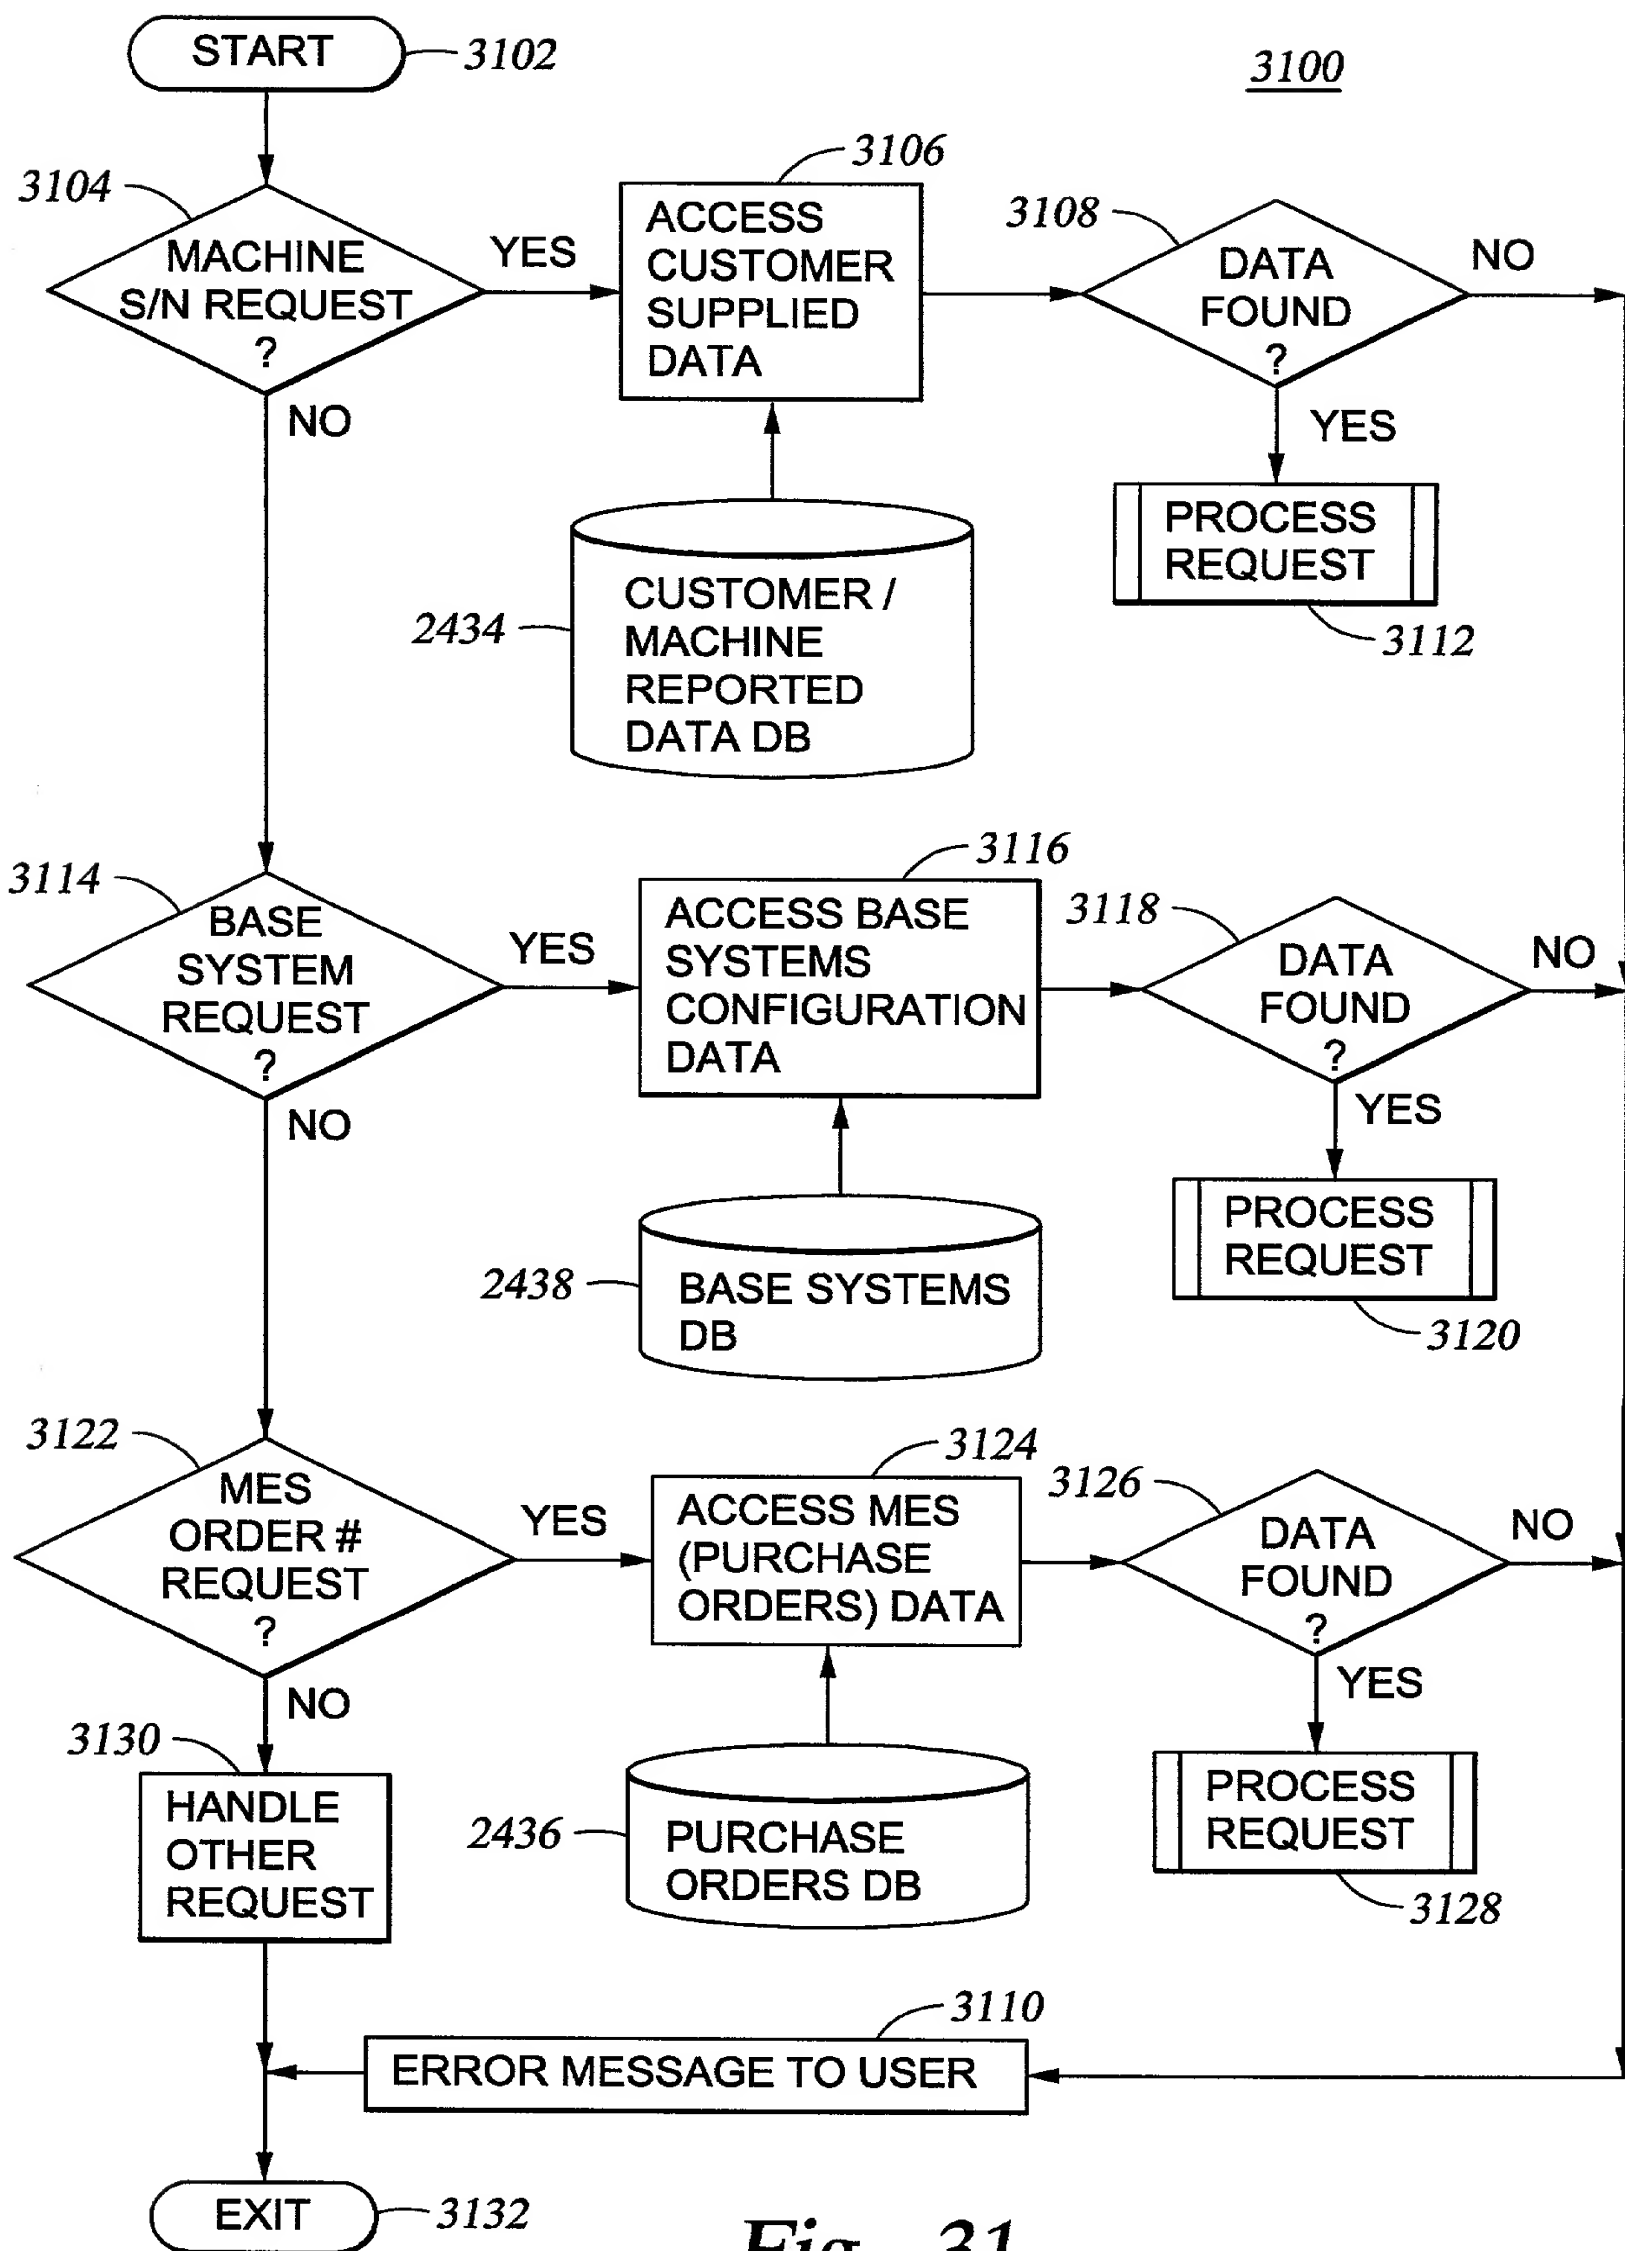 START
3102
3100
3104
MACHINE
S/N REQUEST
?
YES
NO
3106
ACCESS
CUSTOMER
SUPPLIED
DATA
3108
DATA
FOUND
?
NO
YES
PROCESS
REQUEST
3112
2434
CUSTOMER /
MACHINE
REPORTED
DATA DB
3114
BASE
SYSTEM
REQUEST
?
YES
NO
3116
ACCESS BASE
SYSTEMS
CONFIGURATION
DATA
3118
DATA
FOUND
?
NO
YES
PROCESS
REQUEST
3120
2438
BASE SYSTEMS
DB
3122
MES
ORDER #
REQUEST
?
YES
NO
3124
ACCESS MES
(PURCHASE
ORDERS) DATA
3126
DATA
FOUND
?
NO
YES
PROCESS
REQUEST
3128
2436
PURCHASE
ORDERS DB
3130
HANDLE
OTHER
REQUEST
3110
ERROR MESSAGE TO USER
EXIT
3132
Fig. 31